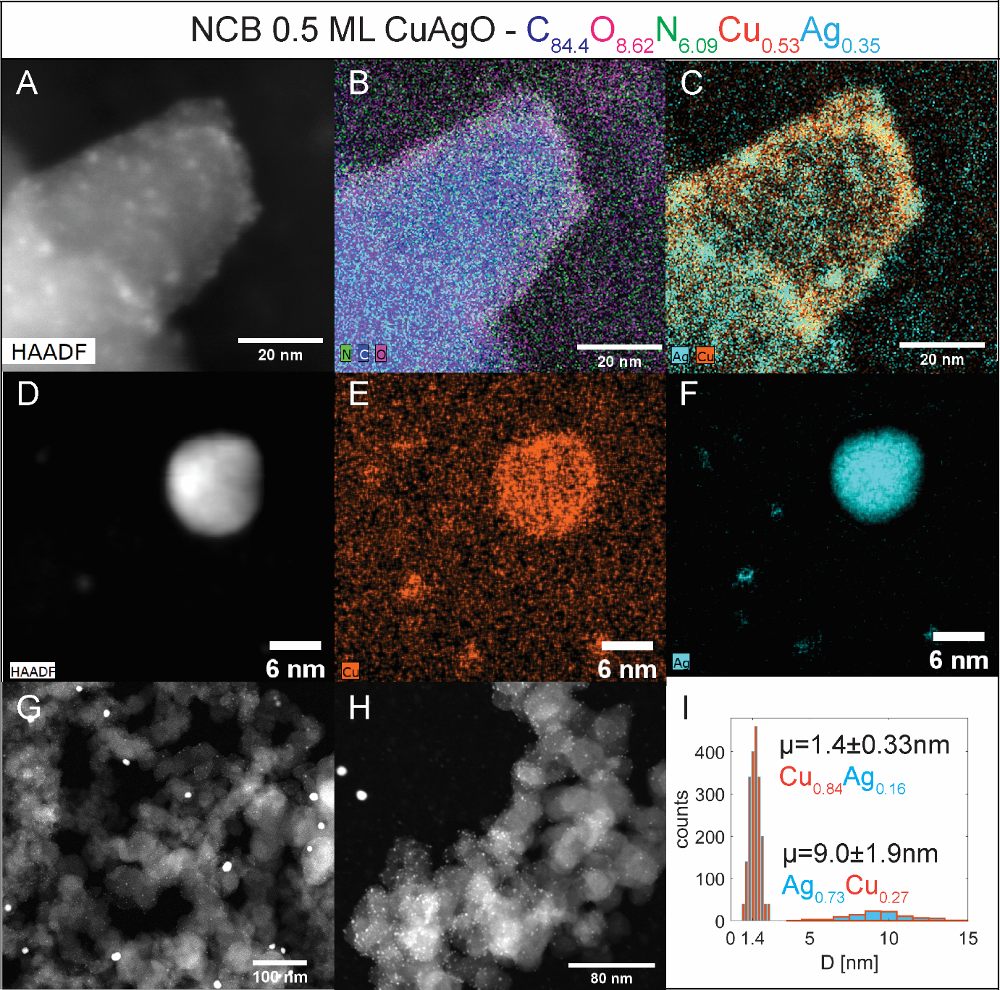 NCB 0.5 ML CuAgO - C84.4O8.62N6.09Cu0.53Ag0.35
A
HAADF
20 nm
B
N C O
20 nm
C
Ag Cu
20 nm
D
HAADF
6 nm
E
Cu
6 nm
F
Ag
6 nm
G
100 nm
H
80 nm
I
μ=1.4±0.33nm
Cu0.84Ag0.16
μ=9.0±1.9nm
Ag0.73Cu0.27
counts
400
300
200
100
0
0 1.4 5 10 15
D [nm]